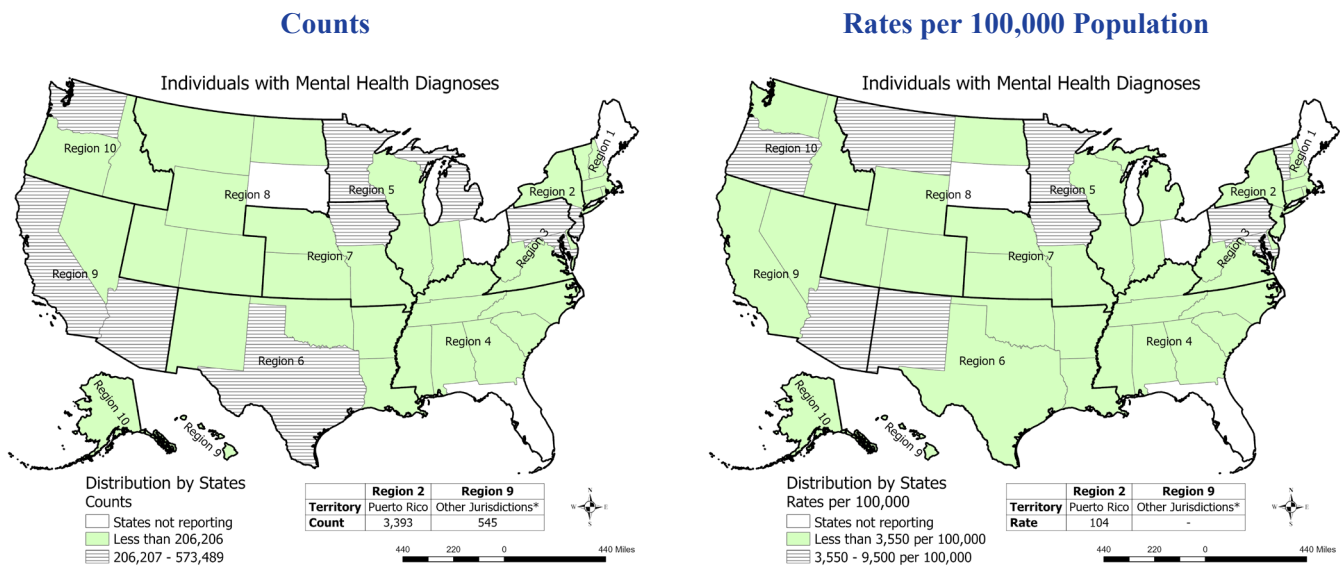 Counts
Individuals with Mental Health Diagnoses
Region 1
Region 10
Region 2
Region 5
Region 8
Region 3
Region 7
Region 9
Region 4
Region 6
Region 10
Region 9
Distribution by States
Counts
States not reporting
Less than 206,206
206,207 - 573,489
Region 2 Region 9
Territory Puerto Rico Other Jurisdictions*
Count 3,393 545
N
W E
S
440 220 0 440 Miles
Rates per 100,000 Population
Individuals with Mental Health Diagnoses
Region 1
Region 10
Region 2
Region 5
Region 8
Region 3
Region 7
Region 9
Region 4
Region 6
Region 10
Region 9
Distribution by States
Rates per 100,000
States not reporting
Less than 3,550 per 100,000
3,550 - 9,500 per 100,000
Region 2 Region 9
Territory Puerto Rico Other Jurisdictions*
Rate 104 -
N
W E
S
440 220 0 440 Miles